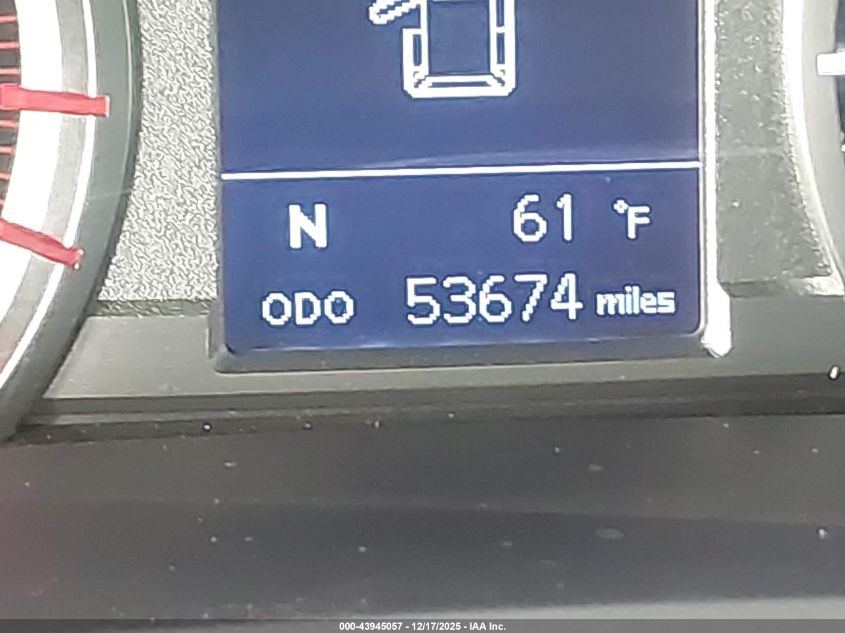 N 61 °F
ODO 53674 miles
000-43945057 - 12/17/2025 - IAA Inc.